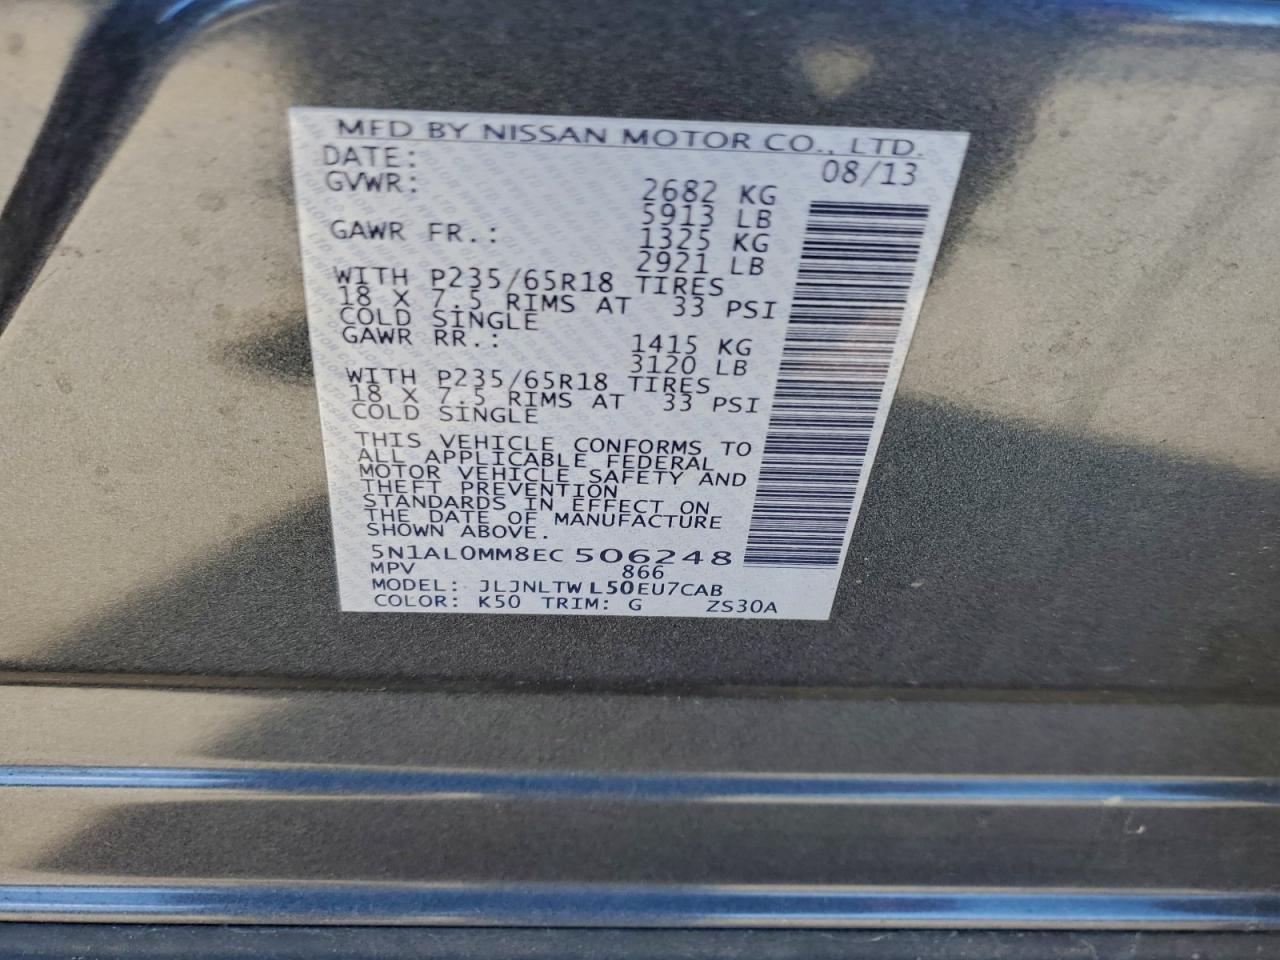 MFD BY NISSAN MOTOR CO., LTD.
DATE: 08/13
GVWR: 2682 KG
5913 LB
GAWR FR.: 1325 KG
2921 LB
WITH P235/65R18 TIRES
18 X 7.5 RIMS AT 33 PSI
COLD SINGLE
GAWR RR.: 1415 KG
3120 LB
WITH P235/65R18 TIRES
18 X 7.5 RIMS AT 33 PSI
COLD SINGLE
THIS VEHICLE CONFORMS TO
ALL APPLICABLE FEDERAL
MOTOR VEHICLE SAFETY AND
THEFT PREVENTION
STANDARDS IN EFFECT ON
THE DATE OF MANUFACTURE
SHOWN ABOVE.
5N1AL0MM8EC 506248
MPV 866
MODEL: JLJNLTW L50EU7CAB
COLOR: K50 TRIM: G ZS30A